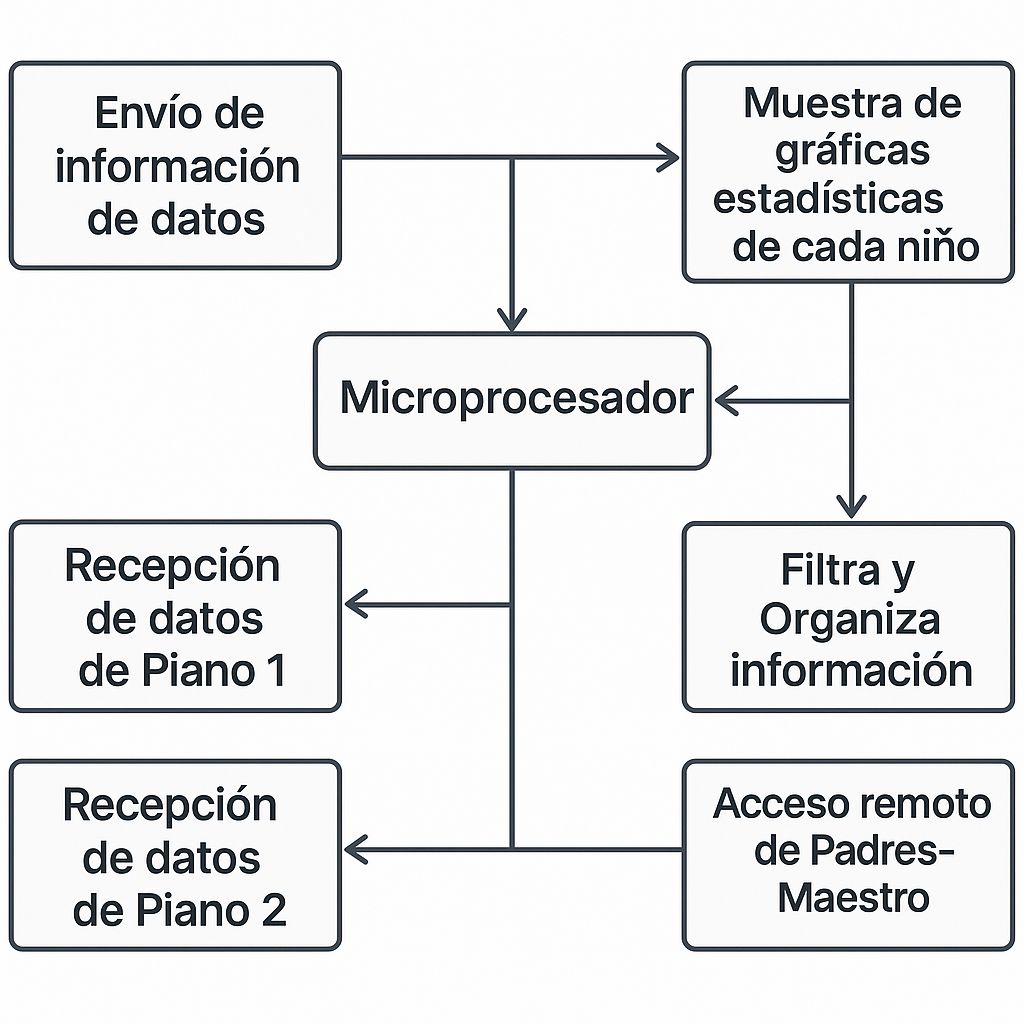 Envío de
información
de datos
Muestra de
gráficas
estadísticas
de cada niño
Microprocesador
Recepción
de datos
de Piano 1
Filtra y
Organiza
información
Recepción
de datos
de Piano 2
Acceso remoto
de Padres-
Maestro